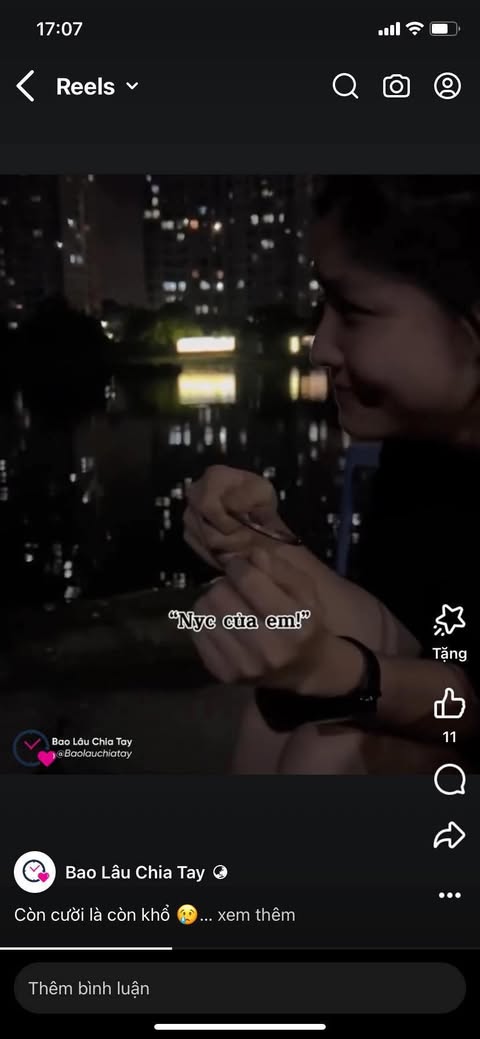 17:07
Reels
“Nyc của em!”
Tặng
11
Bao Lâu Chia Tay
@Baolauchiatay
Bao Lâu Chia Tay
Còn cười là còn khổ 😢... xem thêm
Thêm bình luận